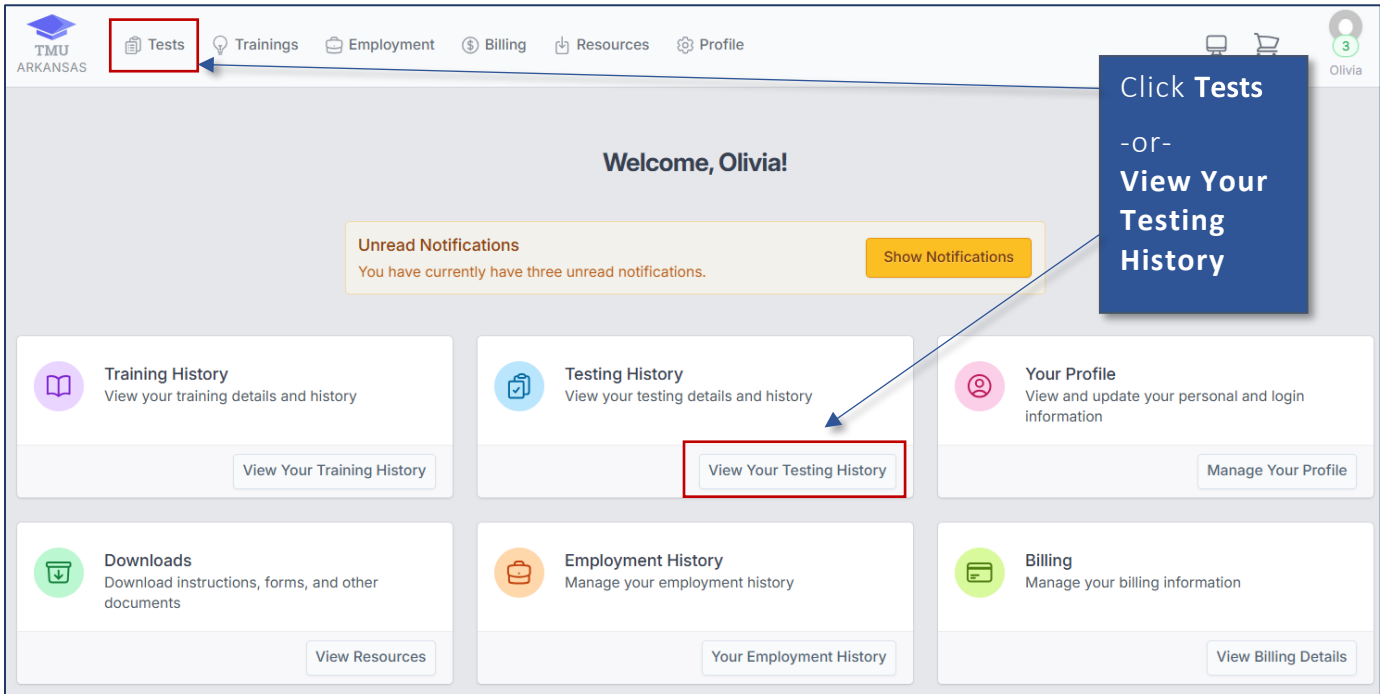 TMU
ARKANSAS
Tests
Trainings
Employment
Billing
Resources
Profile
3
Olivia
Click Tests
-or-
View Your
Testing
History
Welcome, Olivia!
Unread Notifications
You have currently have three unread notifications.
Show Notifications
Training History
View your training details and history
View Your Training History
Testing History
View your testing details and history
View Your Testing History
Your Profile
View and update your personal and login
information
Manage Your Profile
Downloads
Download instructions, forms, and other
documents
View Resources
Employment History
Manage your employment history
Your Employment History
Billing
Manage your billing information
View Billing Details